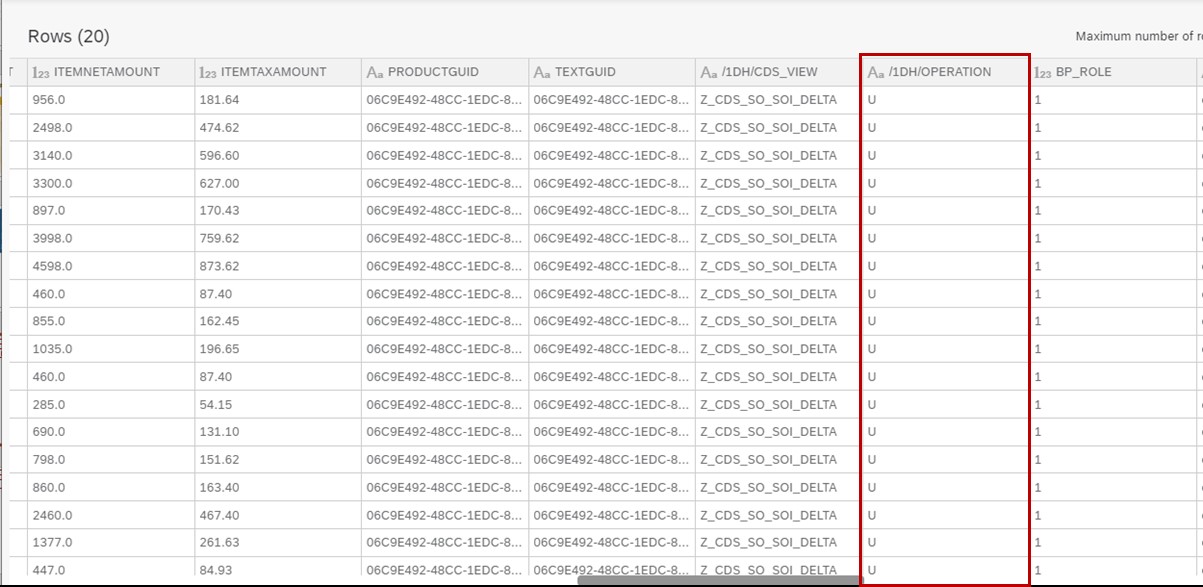 Rows (20)
Maximum number of
T 123 ITEMNETAMOUNT 123 ITEMTAXAMOUNT Aa PRODUCTGUID Aa TEXTGUID Aa /1DH/CDS_VIEW Aa /1DH/OPERATION 123 BP_ROLE
956.0 181.64 06C9E492-48CC-1EDC-8... 06C9E492-48CC-1EDC-8... Z_CDS_SO_SOI_DELTA U 1
2498.0 474.62 06C9E492-48CC-1EDC-8... 06C9E492-48CC-1EDC-8... Z_CDS_SO_SOI_DELTA U 1
3140.0 596.60 06C9E492-48CC-1EDC-8... 06C9E492-48CC-1EDC-8... Z_CDS_SO_SOI_DELTA U 1
3300.0 627.00 06C9E492-48CC-1EDC-8... 06C9E492-48CC-1EDC-8... Z_CDS_SO_SOI_DELTA U 1
897.0 170.43 06C9E492-48CC-1EDC-8... 06C9E492-48CC-1EDC-8... Z_CDS_SO_SOI_DELTA U 1
3998.0 759.62 06C9E492-48CC-1EDC-8... 06C9E492-48CC-1EDC-8... Z_CDS_SO_SOI_DELTA U 1
4598.0 873.62 06C9E492-48CC-1EDC-8... 06C9E492-48CC-1EDC-8... Z_CDS_SO_SOI_DELTA U 1
460.0 87.40 06C9E492-48CC-1EDC-8... 06C9E492-48CC-1EDC-8... Z_CDS_SO_SOI_DELTA U 1
855.0 162.45 06C9E492-48CC-1EDC-8... 06C9E492-48CC-1EDC-8... Z_CDS_SO_SOI_DELTA U 1
1035.0 196.65 06C9E492-48CC-1EDC-8... 06C9E492-48CC-1EDC-8... Z_CDS_SO_SOI_DELTA U 1
460.0 87.40 06C9E492-48CC-1EDC-8... 06C9E492-48CC-1EDC-8... Z_CDS_SO_SOI_DELTA U 1
285.0 54.15 06C9E492-48CC-1EDC-8... 06C9E492-48CC-1EDC-8... Z_CDS_SO_SOI_DELTA U 1
690.0 131.10 06C9E492-48CC-1EDC-8... 06C9E492-48CC-1EDC-8... Z_CDS_SO_SOI_DELTA U 1
798.0 151.62 06C9E492-48CC-1EDC-8... 06C9E492-48CC-1EDC-8... Z_CDS_SO_SOI_DELTA U 1
860.0 163.40 06C9E492-48CC-1EDC-8... 06C9E492-48CC-1EDC-8... Z_CDS_SO_SOI_DELTA U 1
2460.0 467.40 06C9E492-48CC-1EDC-8... 06C9E492-48CC-1EDC-8... Z_CDS_SO_SOI_DELTA U 1
1377.0 261.63 06C9E492-48CC-1EDC-8... 06C9E492-48CC-1EDC-8... Z_CDS_SO_SOI_DELTA U 1
447.0 84.93 06C9E492-48CC-1EDC-8... 06C9E492-48CC-1EDC-8... Z_CDS_SO_SOI_DELTA U 1